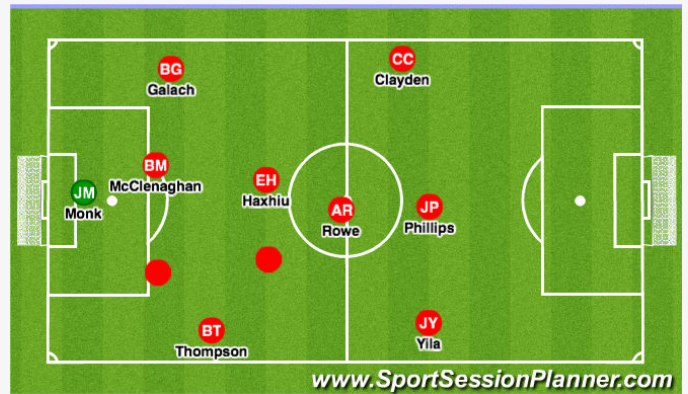 BG
Galach
CC
Clayden
BM
McClenaghan
EH
Haxhiu
JM
Monk
AR
Rowe
JP
Phillips
BT
Thompson
JY
Yila
www.SportSessionPlanner.com